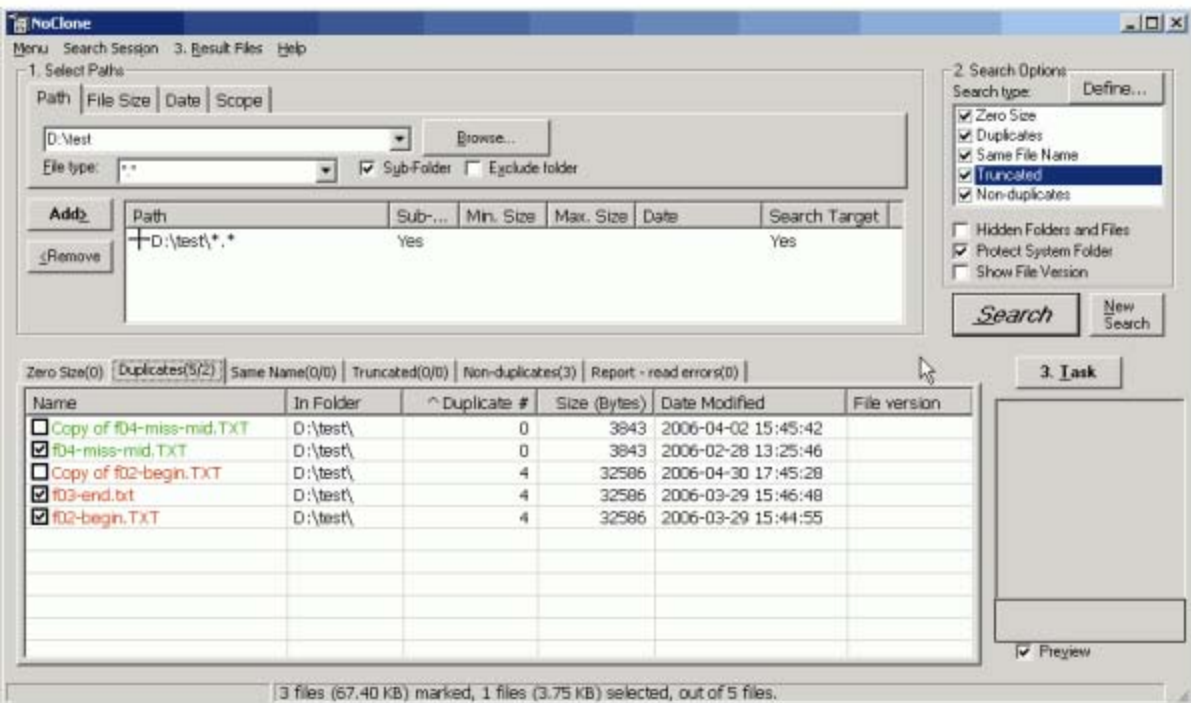 NoClone
Menu Search Session 3. Result Files Help
1. Select Paths
Path File Size Date Scope
D:\test Browse...
File type: *.* Sub-Folder Exclude folder
Add> Path Sub-... Min. Size Max. Size Date Search Target
D:\test\*.* Yes Yes
<Remove
2. Search Options
Search type: Define...
Zero Size
Duplicates
Same File Name
Truncated
Non-duplicates
Hidden Folders and Files
Protect System Folder
Show File Version
Search New Search
Zero Size(0) Duplicates(5/2) Same Name(0/0) Truncated(0/0) Non-duplicates(3) Report - read errors(0)
3. Task
Name In Folder ^ Duplicate # Size (Bytes) Date Modified File version
Copy of f04-miss-mid.TXT D:\test\ 0 3843 2006-04-02 15:45:42
f04-miss-mid.TXT D:\test\ 0 3843 2006-02-28 13:25:46
Copy of f02-begin.TXT D:\test\ 4 32586 2006-04-30 17:45:28
f03-end.txt D:\test\ 4 32586 2006-03-29 15:46:48
f02-begin.TXT D:\test\ 4 32586 2006-03-29 15:44:55
Preview
3 files (67.40 KB) marked, 1 files (3.75 KB) selected, out of 5 files.